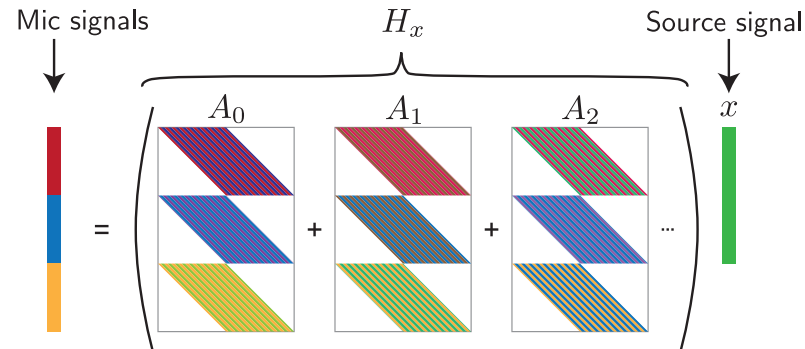 Mic signals
H_x
Source signal
A_0
A_1
A_2
x
= ( + + ... )